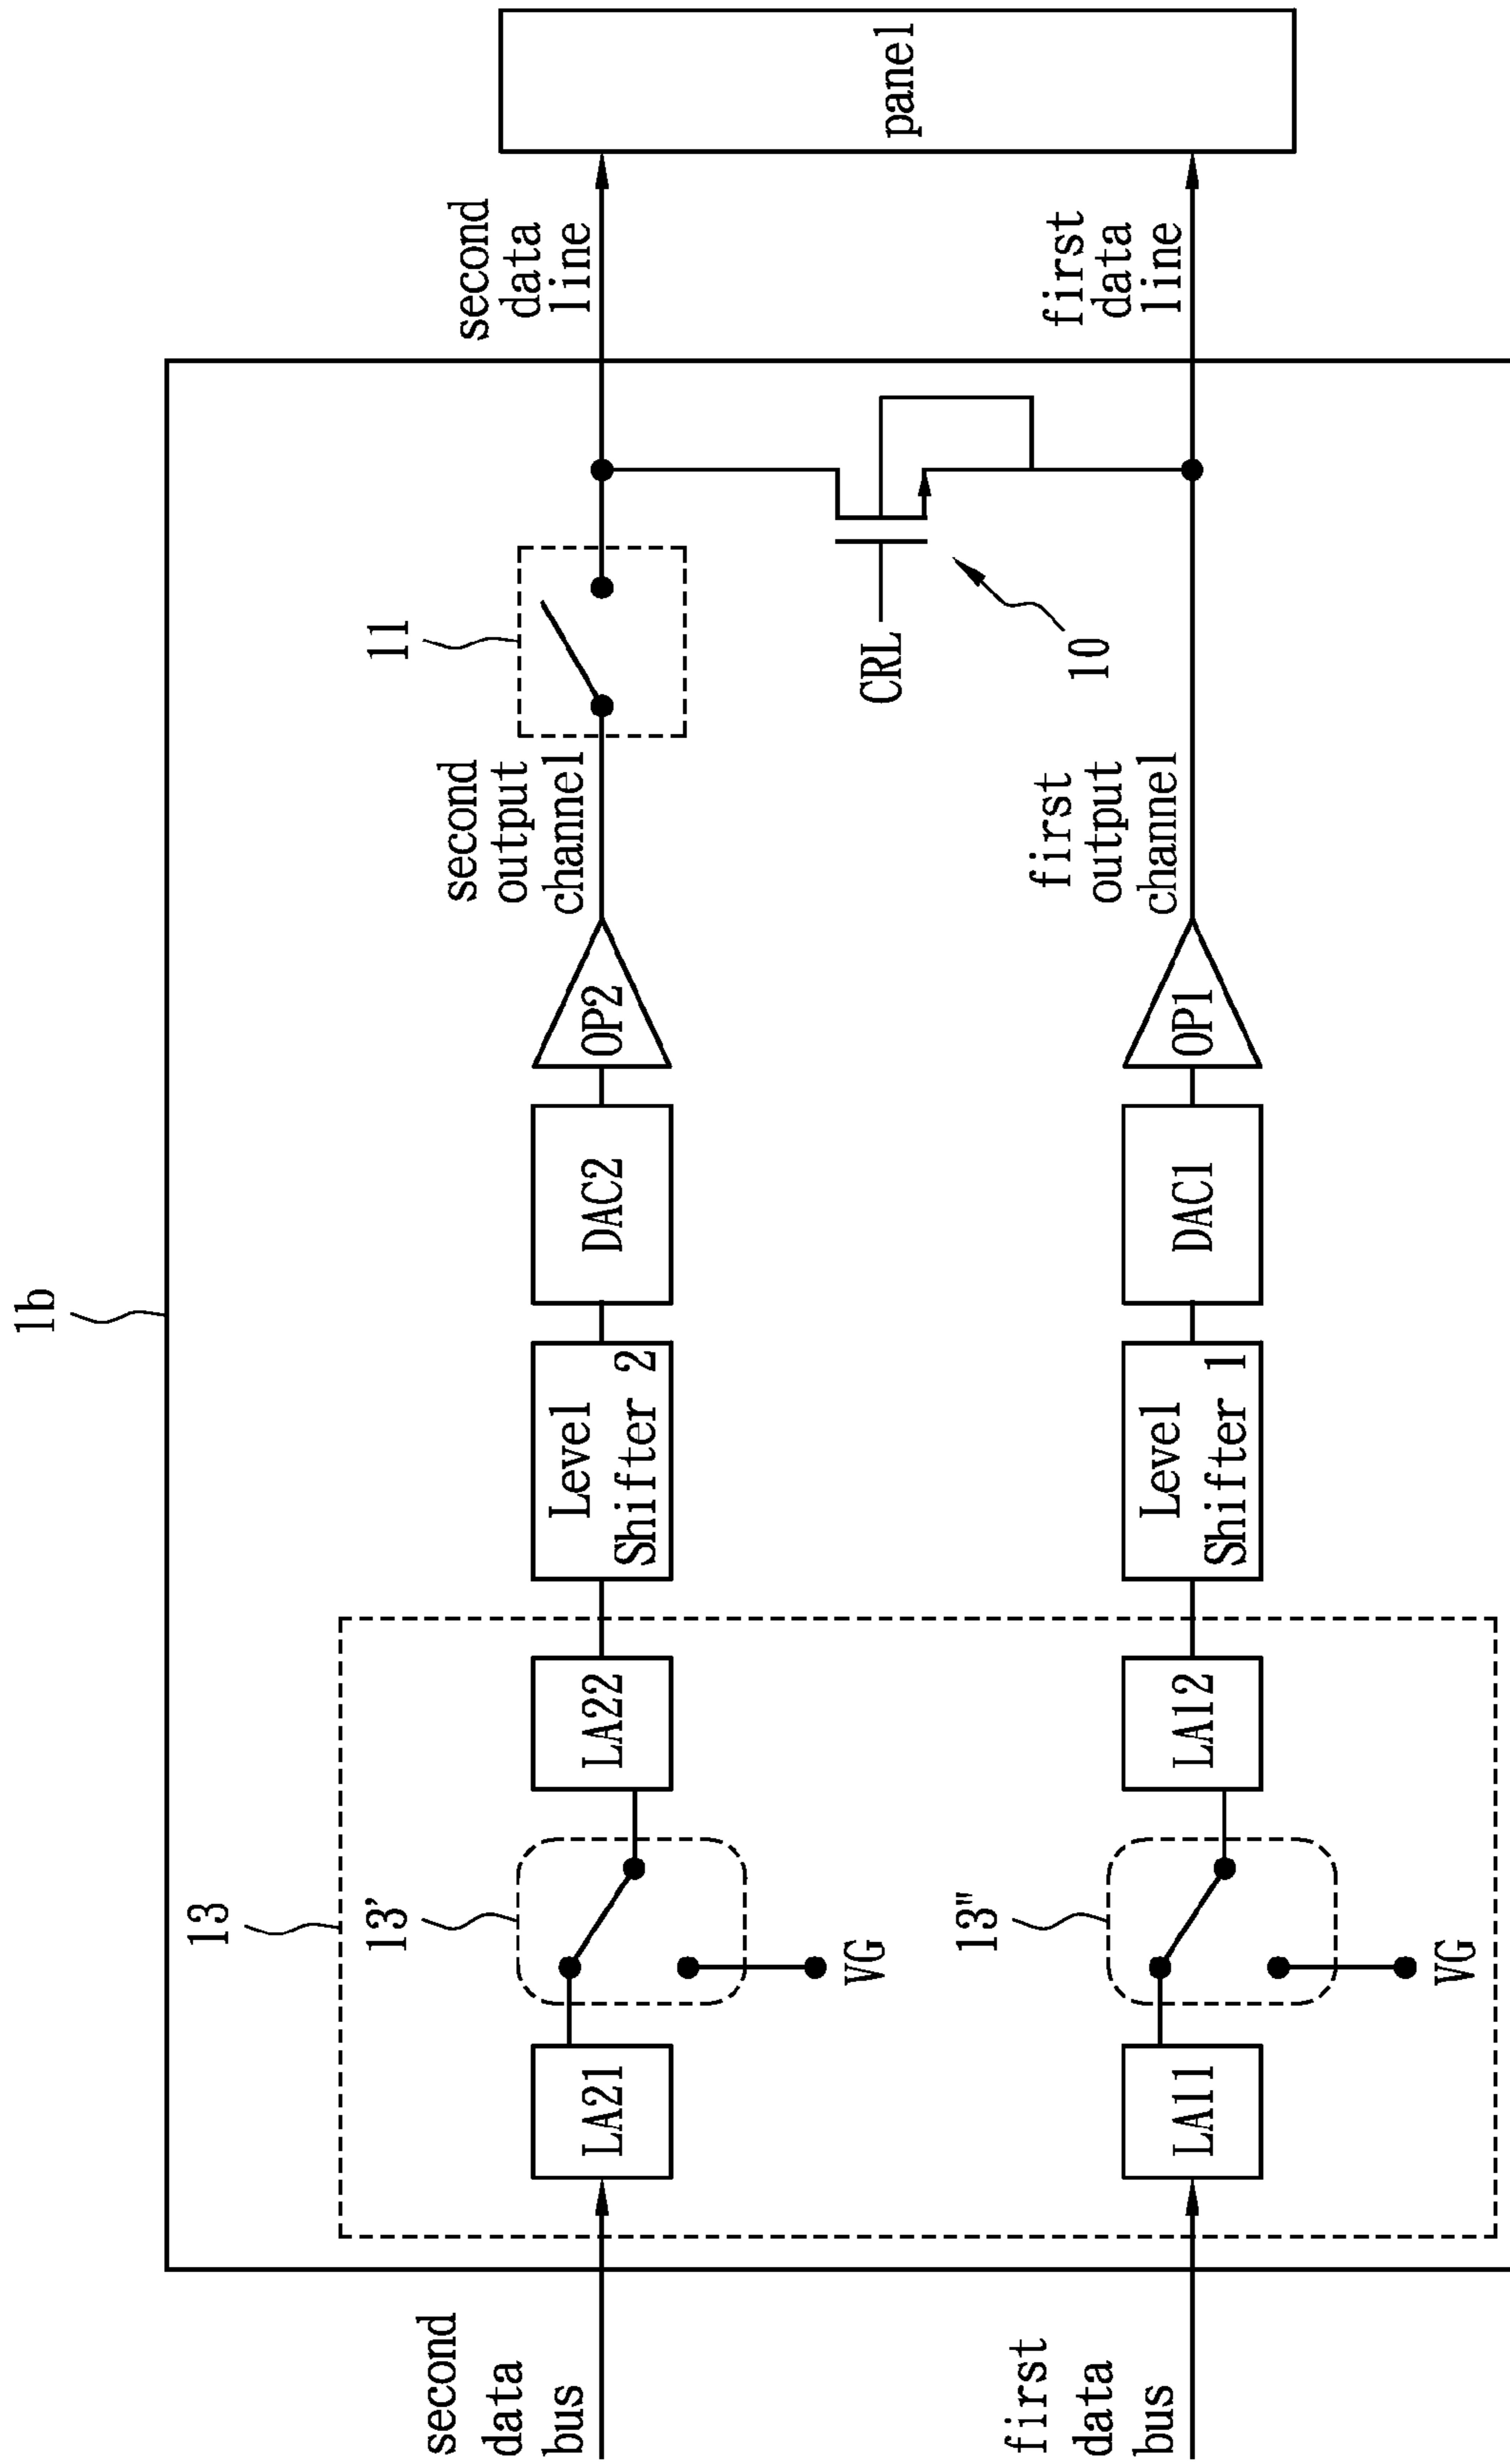 1b
13
second
data
bus
LA21
13'
VG
LA22
Level
Shifter 2
DAC2
OP2
second
output
channel
11
second
data
line
CRL
10
panel
first
data
bus
LA11
13"
VG
LA12
Level
Shifter 1
DAC1
OP1
first
output
channel
first
data
line